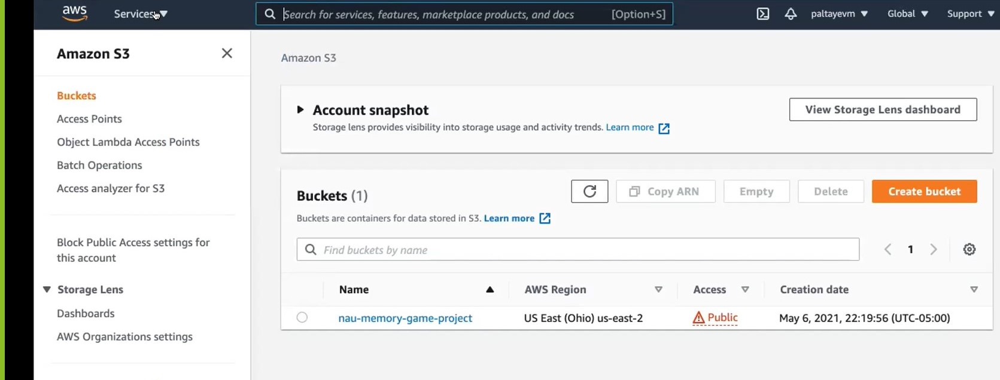 aws
Services
Search for services, features, marketplace products, and docs [Option+S]
paltayevm
Global
Support
Amazon S3
Buckets
Access Points
Object Lambda Access Points
Batch Operations
Access analyzer for S3
Block Public Access settings for
this account
Storage Lens
Dashboards
AWS Organizations settings
Amazon S3
Account snapshot
View Storage Lens dashboard
Storage lens provides visibility into storage usage and activity trends. Learn more
Buckets (1)
Copy ARN
Empty
Delete
Create bucket
Buckets are containers for data stored in S3. Learn more
Find buckets by name
1
Name AWS Region Access Creation date
nau-memory-game-project US East (Ohio) us-east-2 Public May 6, 2021, 22:19:56 (UTC-05:00)